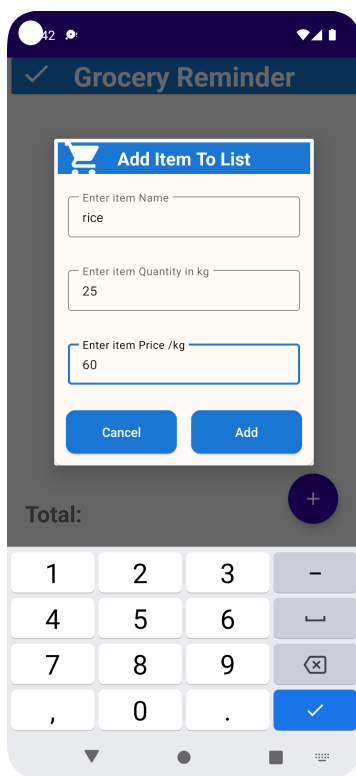 42
Grocery Reminder
Add Item To List
Enter item Name
rice
Enter item Quantity in kg
25
Enter item Price /kg
60
Cancel Add
+
Total:
1 2 3 –
4 5 6
7 8 9
, 0 .